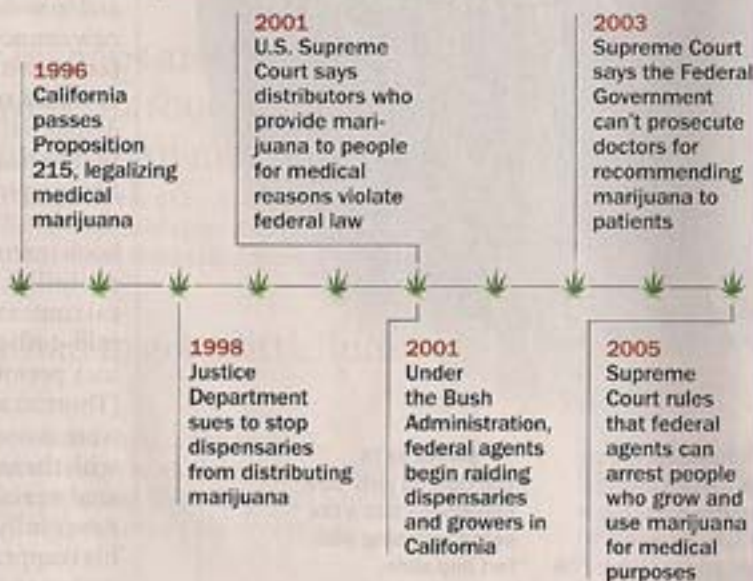 1996
California
passes
Proposition
215, legalizing
medical
marijuana
2001
U.S. Supreme
Court says
distributors who
provide mari-
juana to people
for medical
reasons violate
federal law
2003
Supreme Court
says the Federal
Government
can't prosecute
doctors for
recommending
marijuana to
patients
1998
Justice
Department
sues to stop
dispensaries
from distributing
marijuana
2001
Under
the Bush
Administration,
federal agents
begin raiding
dispensaries
and growers in
California
2005
Supreme
Court rules
that federal
agents can
arrest people
who grow and
use marijuana
for medical
purposes